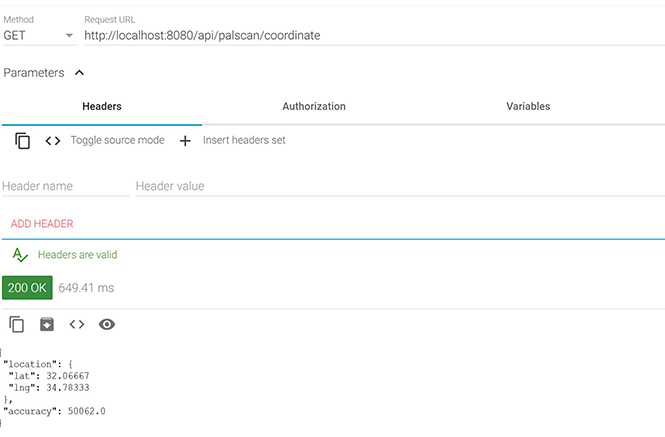 Method
Request URL
GET
http://localhost:8080/api/palscan/coordinate
Parameters
Headers Authorization Variables
<> Toggle source mode + Insert headers set
Header name Header value
ADD HEADER
Headers are valid
200 OK 649.41 ms
{
"location": {
"lat": 32.06667
"lng": 34.78333
},
"accuracy": 50062.0
}